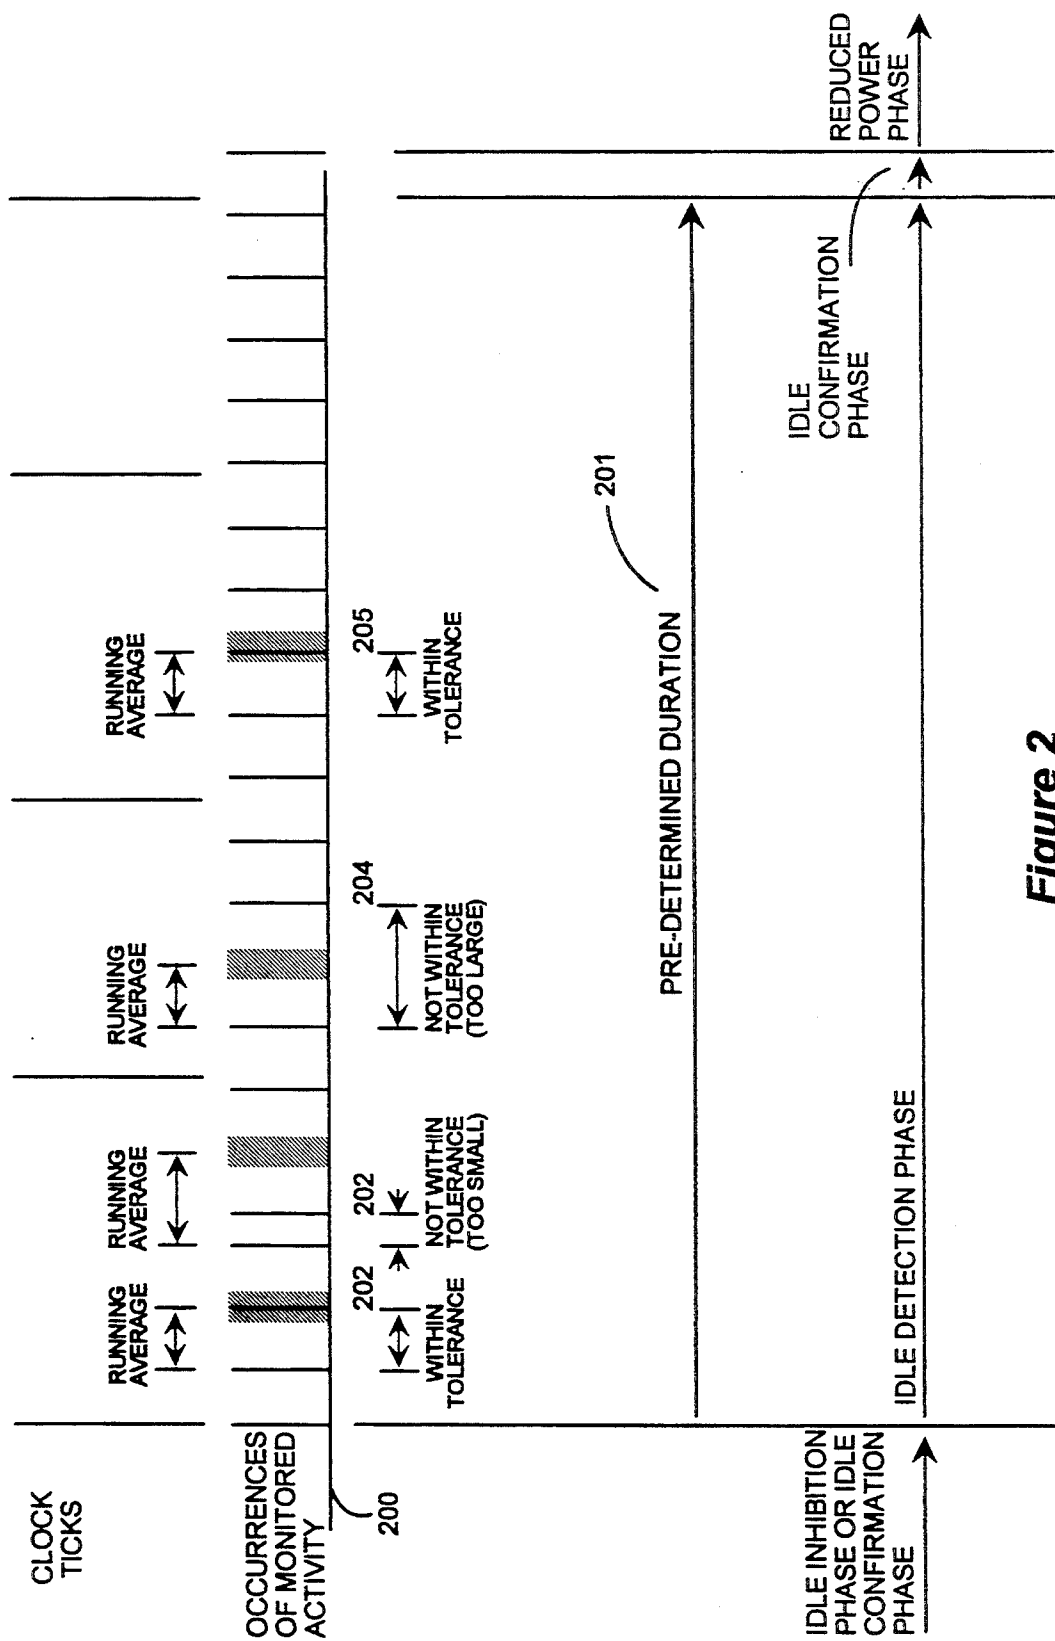 CLOCK
TICKS
RUNNING
AVERAGE
RUNNING
AVERAGE
RUNNING
AVERAGE
RUNNING
AVERAGE
OCCURRENCES
OF MONITORED
ACTIVITY
200
202
202
204
205
WITHIN
TOLERANCE
NOT WITHIN
TOLERANCE
(TOO SMALL)
NOT WITHIN
TOLERANCE
(TOO LARGE)
WITHIN
TOLERANCE
201
PRE-DETERMINED DURATION
IDLE INHIBITION
PHASE OR IDLE
CONFIRMATION
PHASE
IDLE DETECTION PHASE
IDLE
CONFIRMATION
PHASE
REDUCED
POWER
PHASE
Figure 2